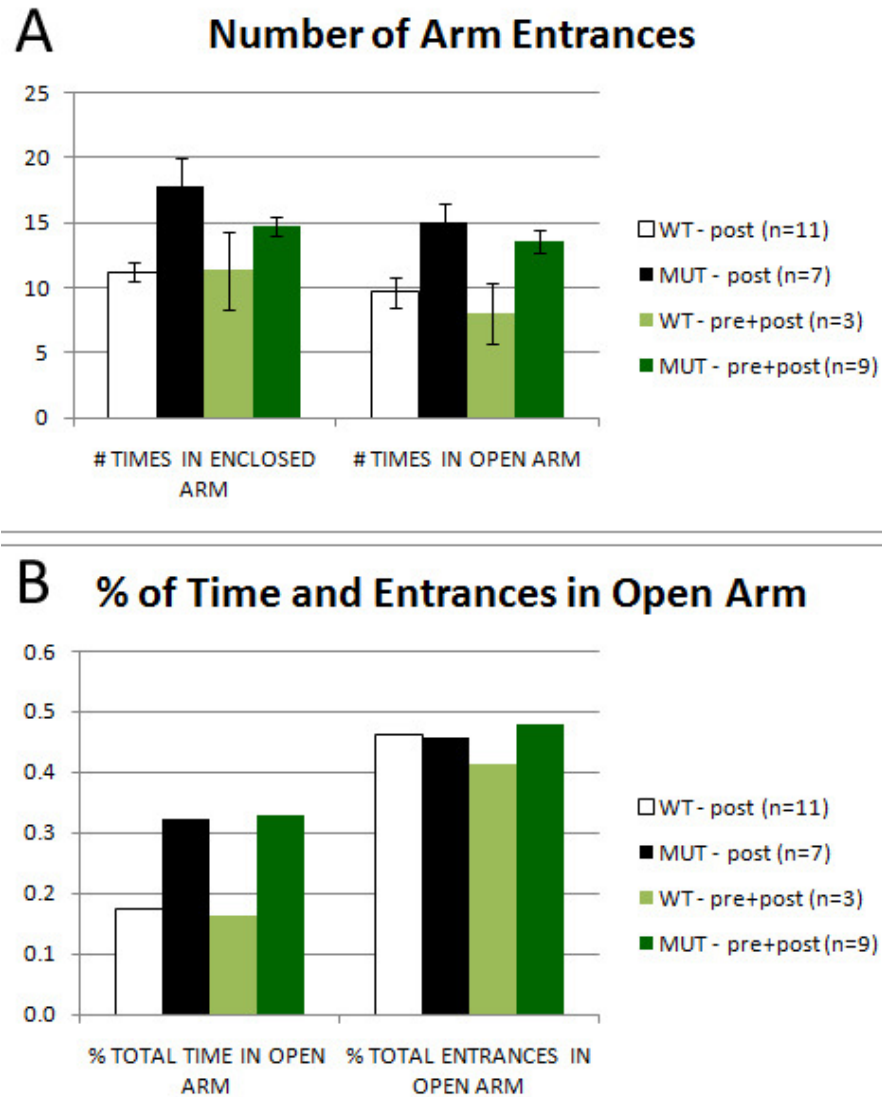 A
Number of Arm Entrances
25
20
15
10
5
0
# TIMES IN ENCLOSED
ARM
# TIMES IN OPEN ARM
WT - post (n=11)
MUT - post (n=7)
WT - pre+post (n=3)
MUT - pre+post (n=9)
B
% of Time and Entrances in Open Arm
0.6
0.5
0.4
0.3
0.2
0.1
0.0
% TOTAL TIME IN OPEN
ARM
% TOTAL ENTRANCES IN
OPEN ARM
WT - post (n=11)
MUT - post (n=7)
WT - pre+post (n=3)
MUT - pre+post (n=9)